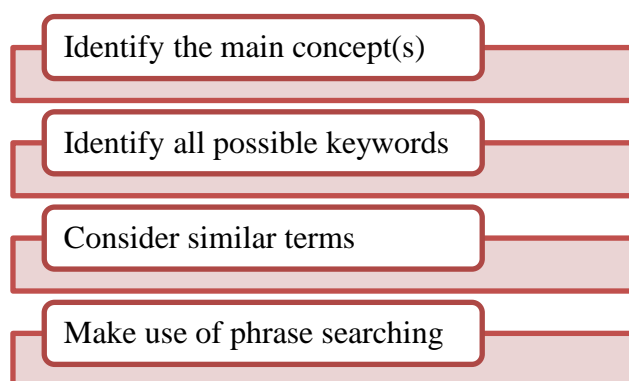 Identify the main concept(s)
Identify all possible keywords
Consider similar terms
Make use of phrase searching